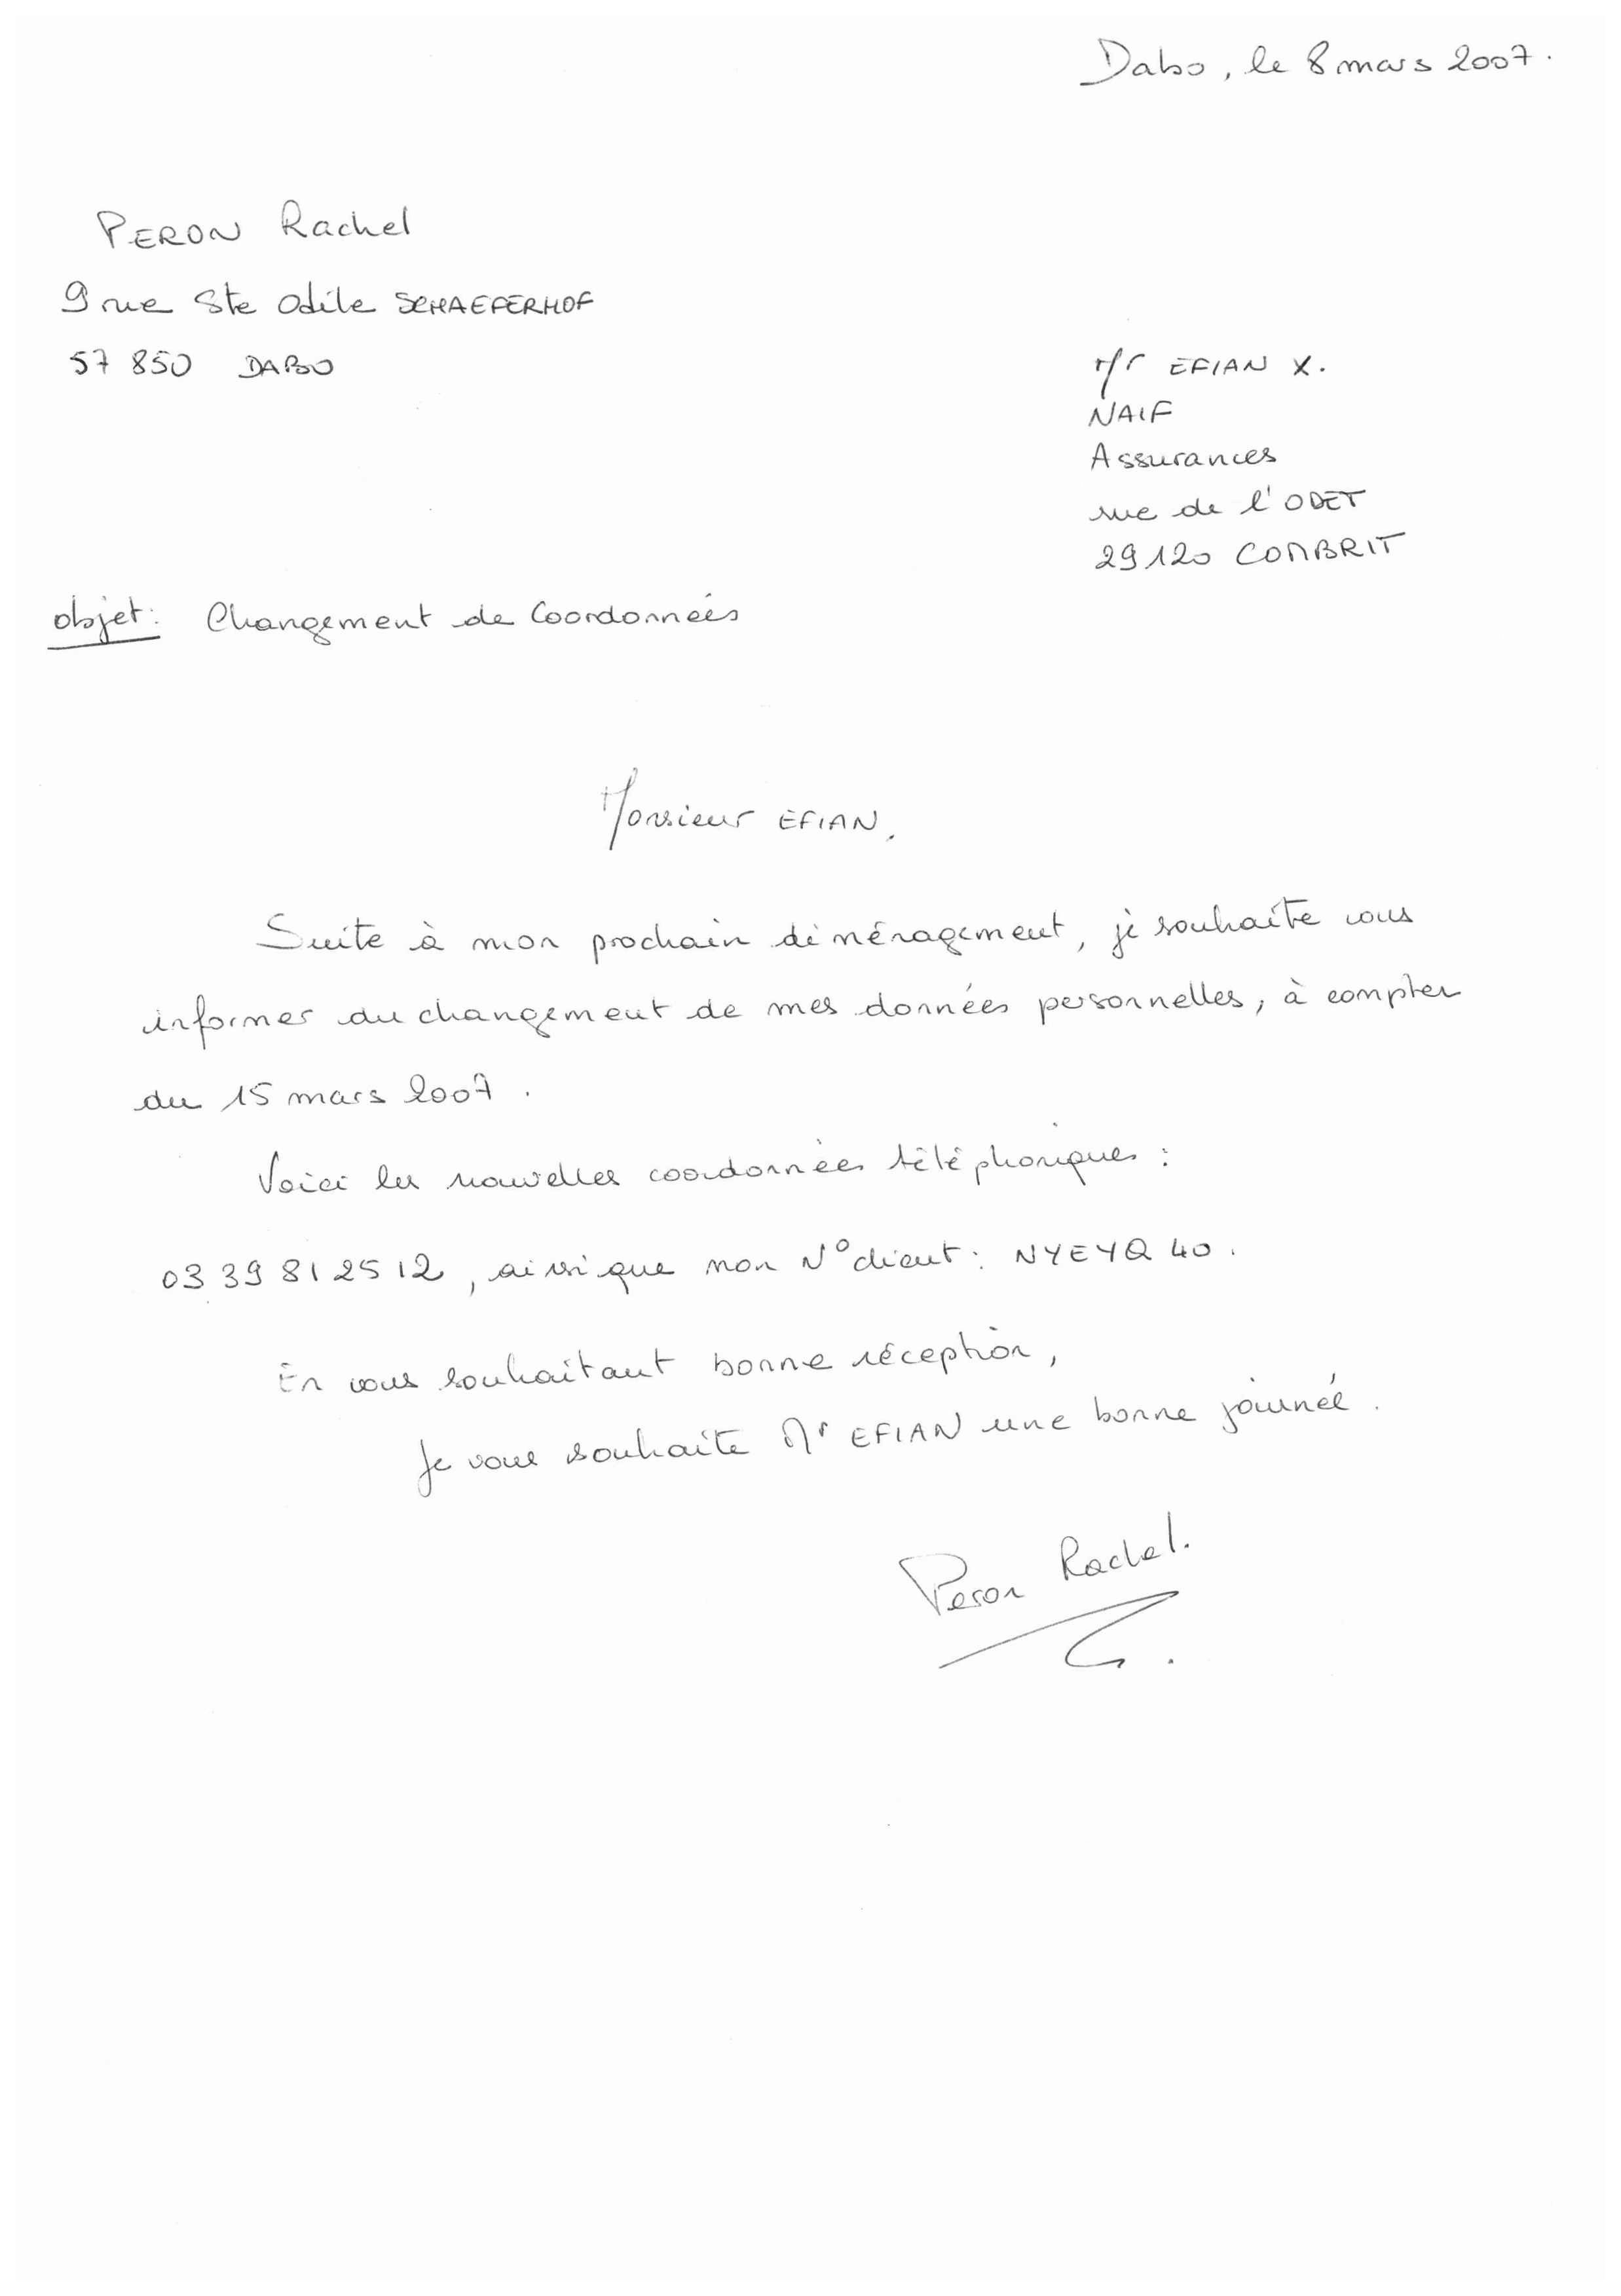 Dabo, le 8 mars 2007.
PERON Rachel
9 rue Ste Odile SCHAEFERHOF
57 850 DABO
Mr EFIAN X.
NAIF
Assurances
rue de l'ODET
29120 COMBRIT
objet: Changement de Coordonnées
Monsieur EFIAN,
Suite à mon prochain déménagement, je souhaite vous
informer du changement de mes données personnelles, à compter
du 15 mars 2007.
Voici les nouvelles coordonnées téléphoniques :
03 39 81 25 12, ainsi que mon N° client : NYEYQ 40.
En vous souhaitant bonne réception,
Je vous souhaite Mr EFIAN une bonne journée.
Peron Rachel.